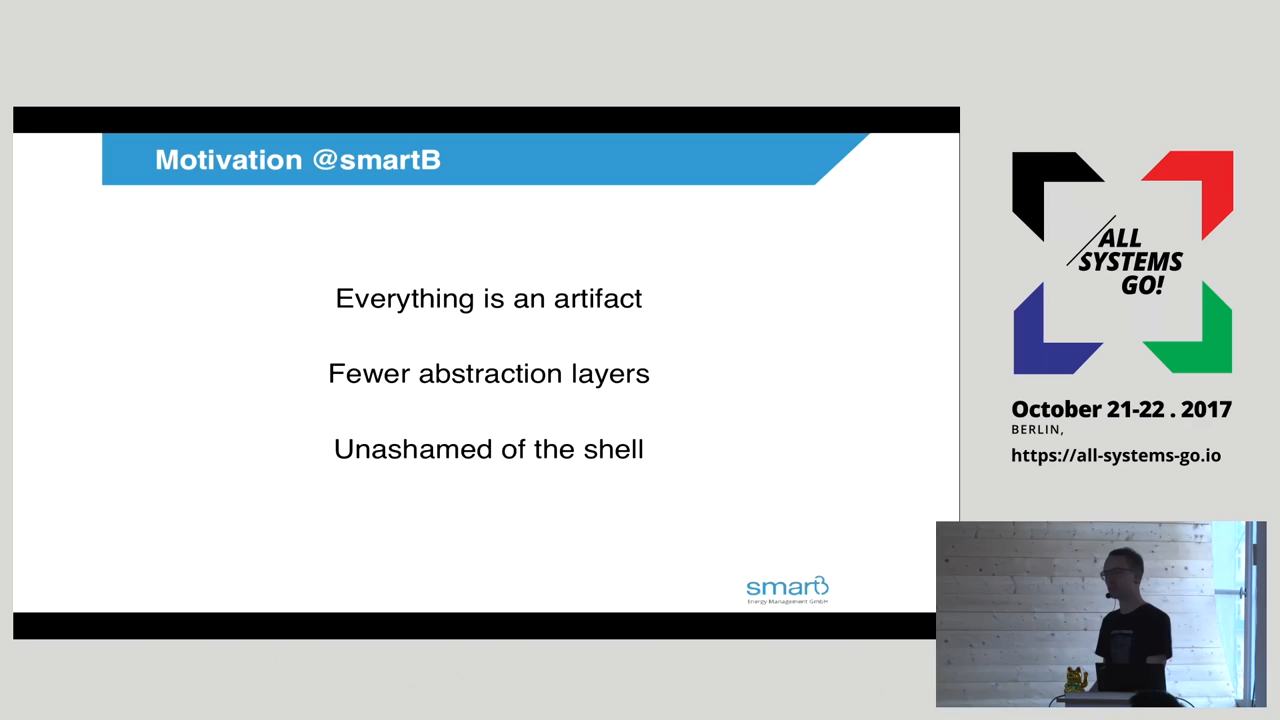 Motivation @smartB
Everything is an artifact
Fewer abstraction layers
Unashamed of the shell
smartB
Energy Management GmbH
ALL
SYSTEMS
GO!
October 21-22 . 2017
BERLIN,
https://all-systems-go.io